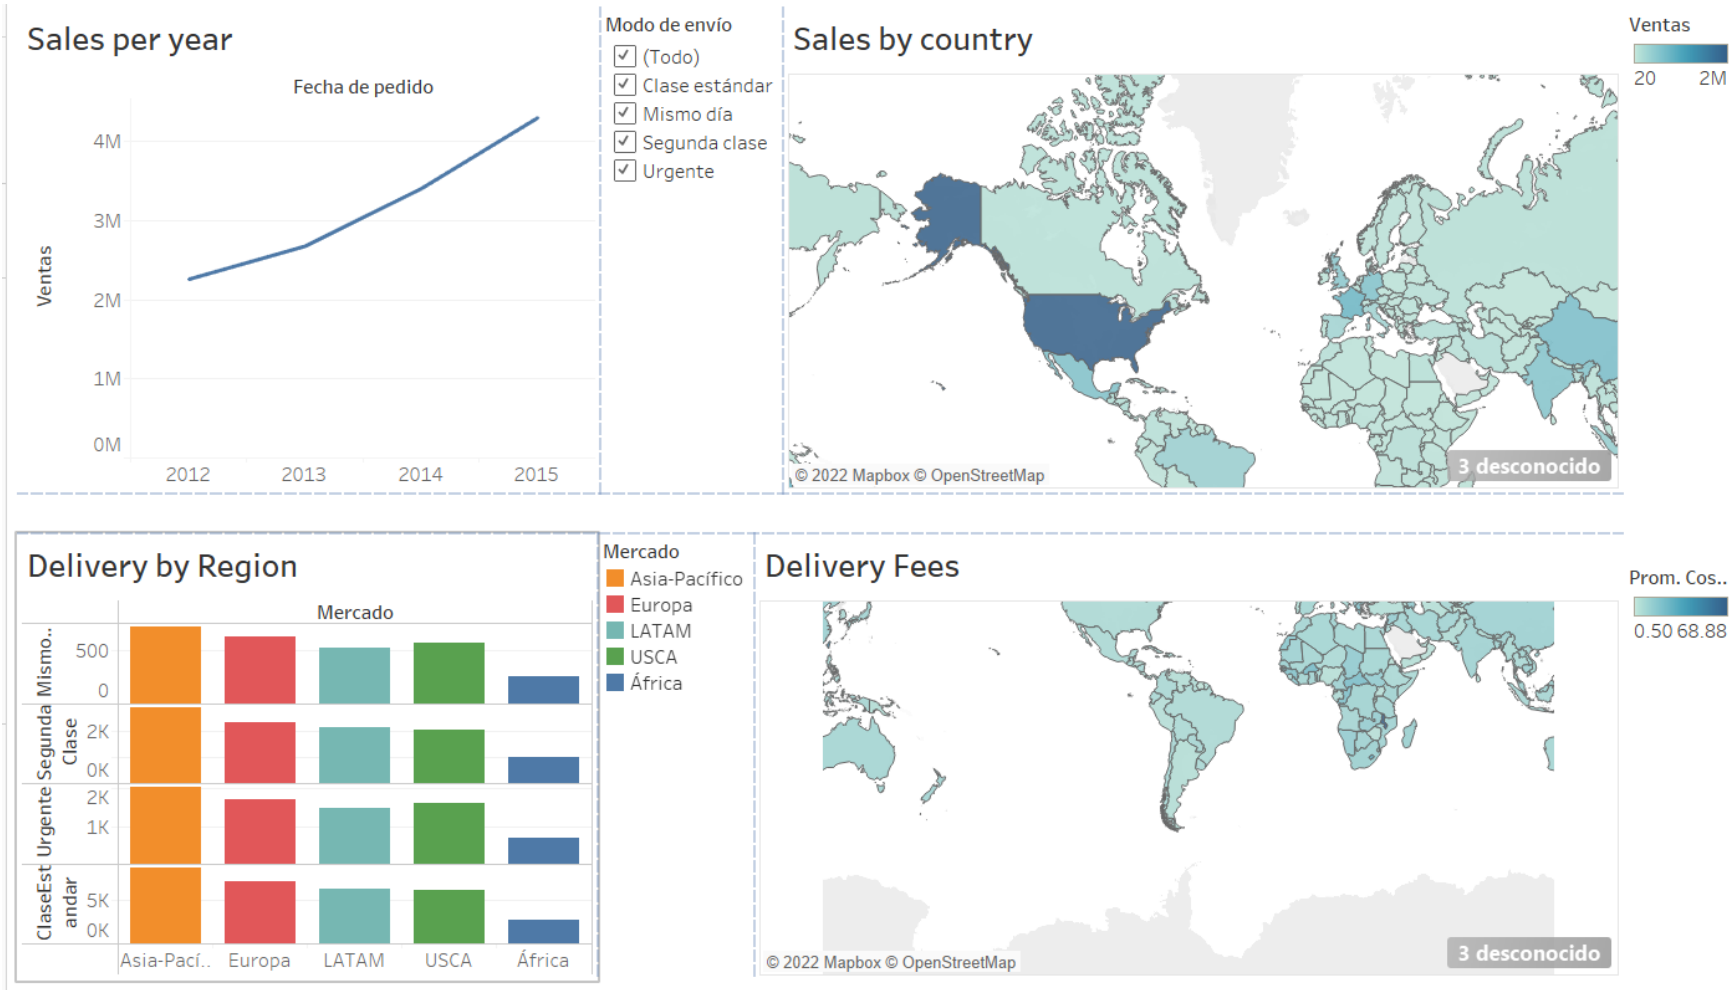 Sales per year
Fecha de pedido
Ventas
4M
3M
2M
1M
0M
2012 2013 2014 2015
Modo de envío
(Todo)
Clase estándar
Mismo día
Segunda clase
Urgente
Sales by country
© 2022 Mapbox © OpenStreetMap
3 desconocido
Ventas
20 2M
Delivery by Region
Mercado
Mismo..
500
0
Segunda
Clase
2K
0K
Urgente
2K
1K
ClaseEst
andar
5K
0K
Asia-Pací.. Europa LATAM USCA África
Mercado
Asia-Pacífico
Europa
LATAM
USCA
África
Delivery Fees
© 2022 Mapbox © OpenStreetMap
3 desconocido
Prom. Cos..
0.50 68.88